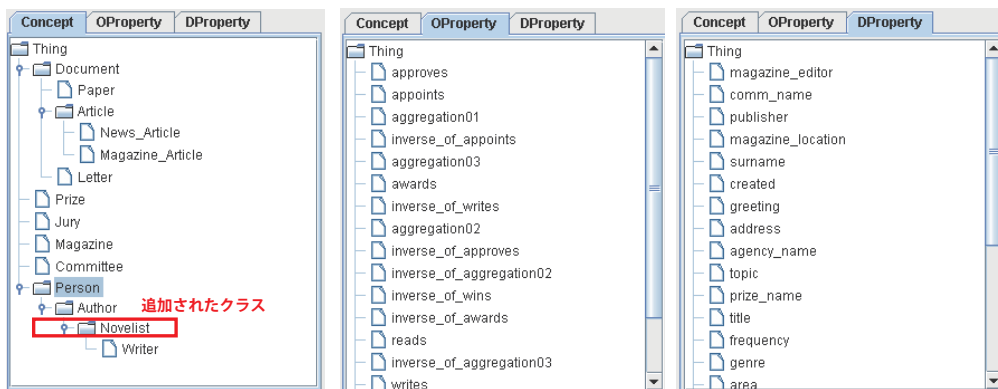 Concept OProperty DProperty
Thing
Document
Paper
Article
News_Article
Magazine_Article
Letter
Prize
Jury
Magazine
Committee
Person
Author 追加されたクラス
Novelist
Writer
Concept OProperty DProperty
Thing
approves
appoints
aggregation01
inverse_of_appoints
aggregation03
awards
inverse_of_writes
aggregation02
inverse_of_approves
inverse_of_aggregation02
inverse_of_wins
inverse_of_awards
reads
inverse_of_aggregation03
writes
Concept OProperty DProperty
Thing
magazine_editor
comm_name
publisher
magazine_location
surname
created
greeting
address
agency_name
topic
prize_name
title
frequency
genre
area